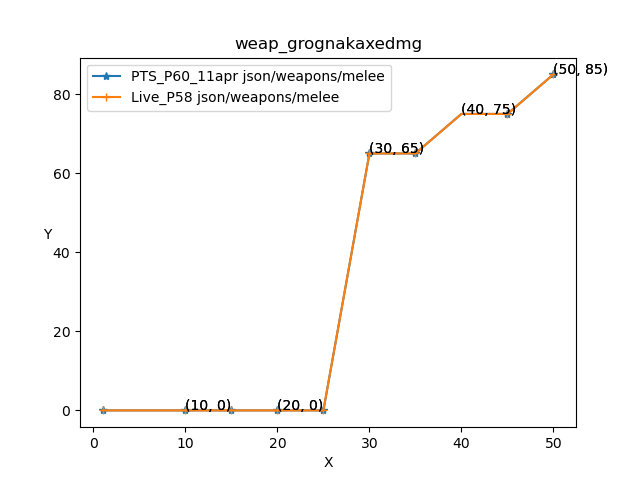 weap_grognakaxedmg
PTS_P60_11apr json/weapons/melee
Live_P58 json/weapons/melee
(50, 85)
(40, 75)
(30, 65)
(10, 0)
(20, 0)
Y
80
60
40
20
0
0 10 20 30 40 50
X